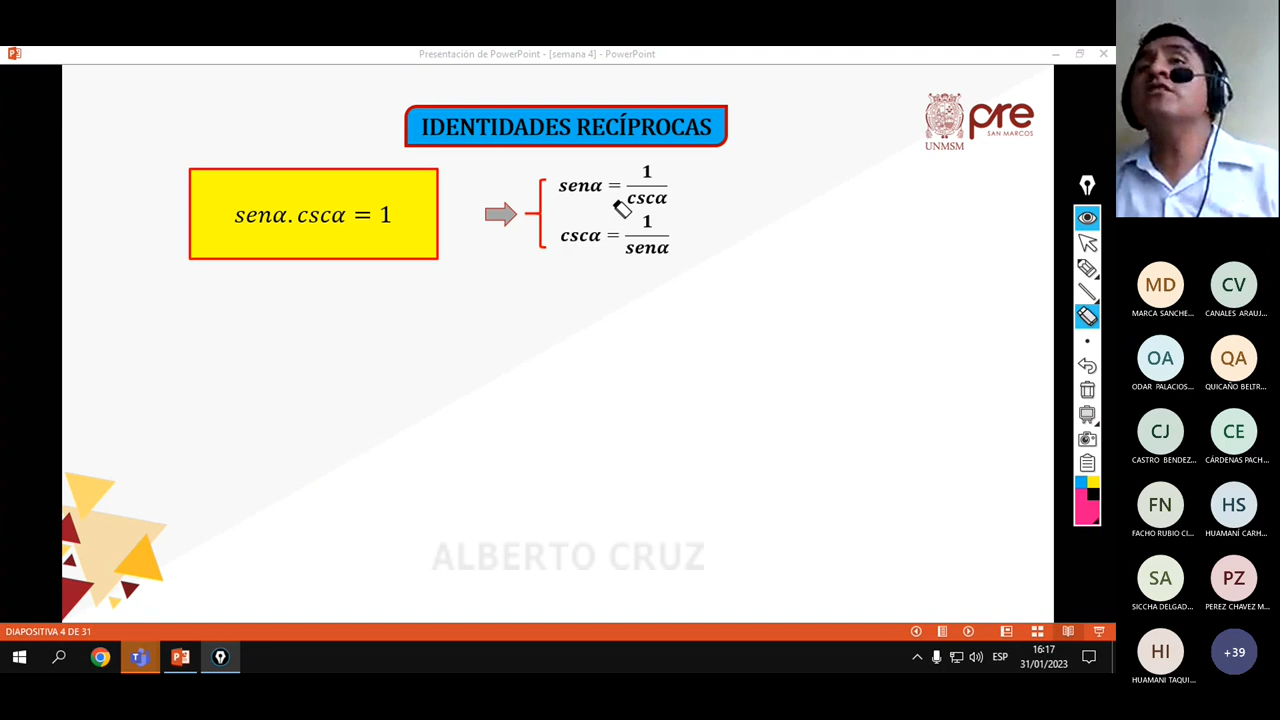 Presentación de PowerPoint - [semana 4] - PowerPoint
IDENTIDADES RECÍPROCAS
pre
SAN MARCOS
UNMSM
senα. cscα = 1
senα = 1/cscα
cscα = 1/senα
ALBERTO CRUZ
DIAPOSITIVA 4 DE 31
ESP
16:17
31/01/2023
MD
MARCA SANCHE...
CV
CANALES ARAUJ...
OA
ODAR PALACIOS...
QA
QUICAÑO BELTR...
CJ
CASTRO BENDEZ...
CE
CÁRDENAS PACH...
FN
FACHO RUBIO CI...
HS
HUAMANÍ CARH...
SA
SICCHA DELGAD...
PZ
PEREZ CHAVEZ M...
HI
HUAMANI TAQUI...
+39